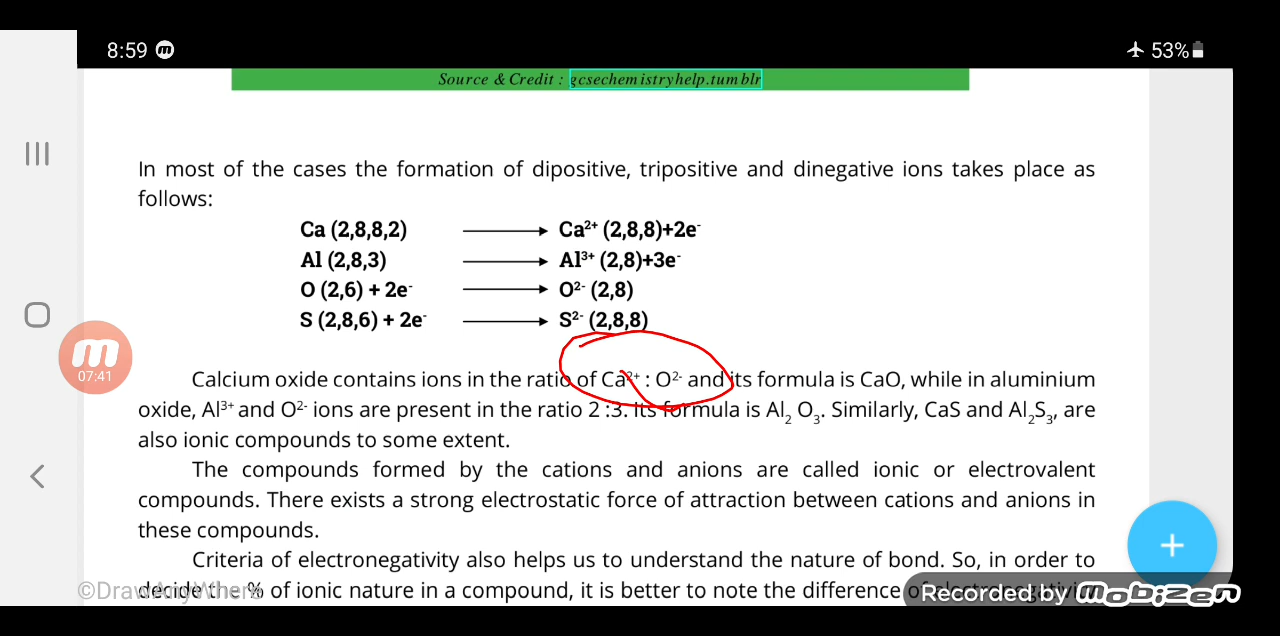 8:59 m 53%
Source & Credit : gcsechemistryhelp.tumblr
In most of the cases the formation of dipositive, tripositive and dinegative ions takes place as
follows:
Ca (2,8,8,2) → Ca²⁺ (2,8,8)+2e⁻
Al (2,8,3) → Al³⁺ (2,8)+3e⁻
O (2,6) + 2e⁻ → O²⁻ (2,8)
S (2,8,6) + 2e⁻ → S²⁻ (2,8,8)
m
07:41
Calcium oxide contains ions in the ratio of Ca²⁺ : O²⁻ and its formula is CaO, while in aluminium
oxide, Al³⁺ and O²⁻ ions are present in the ratio 2 :3. Its formula is Al₂ O₃. Similarly, CaS and Al₂S₃, are
also ionic compounds to some extent.
The compounds formed by the cations and anions are called ionic or electrovalent
compounds. There exists a strong electrostatic force of attraction between cations and anions in
these compounds.
Criteria of electronegativity also helps us to understand the nature of bond. So, in order to
decide the % of ionic nature in a compound, it is better to note the difference
©DrawAnyWhere
Recorded by Mobizen